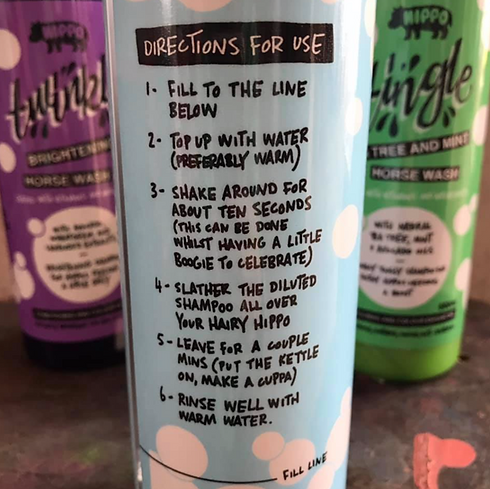 DIRECTIONS FOR USE
1- FILL TO THE LINE
BELOW
2- TOP UP WITH WATER
(PREFERABLY WARM)
3- SHAKE AROUND FOR
ABOUT TEN SECONDS
(THIS CAN BE DONE
WHILST HAVING A LITTLE
BOOGIE TO CELEBRATE)
4- SLATHER THE DILUTED
SHAMPOO ALL OVER
YOUR HAIRY HIPPO
5- LEAVE FOR A COUPLE
MINS (PUT THE KETTLE
ON, MAKE A CUPPA)
6- RINSE WELL WITH
WARM WATER.
FILL LINE
HIPPO
BRIGHTENING
HORSE WASH
HIPPO
tingle
TREE AND MINT
HORSE WASH